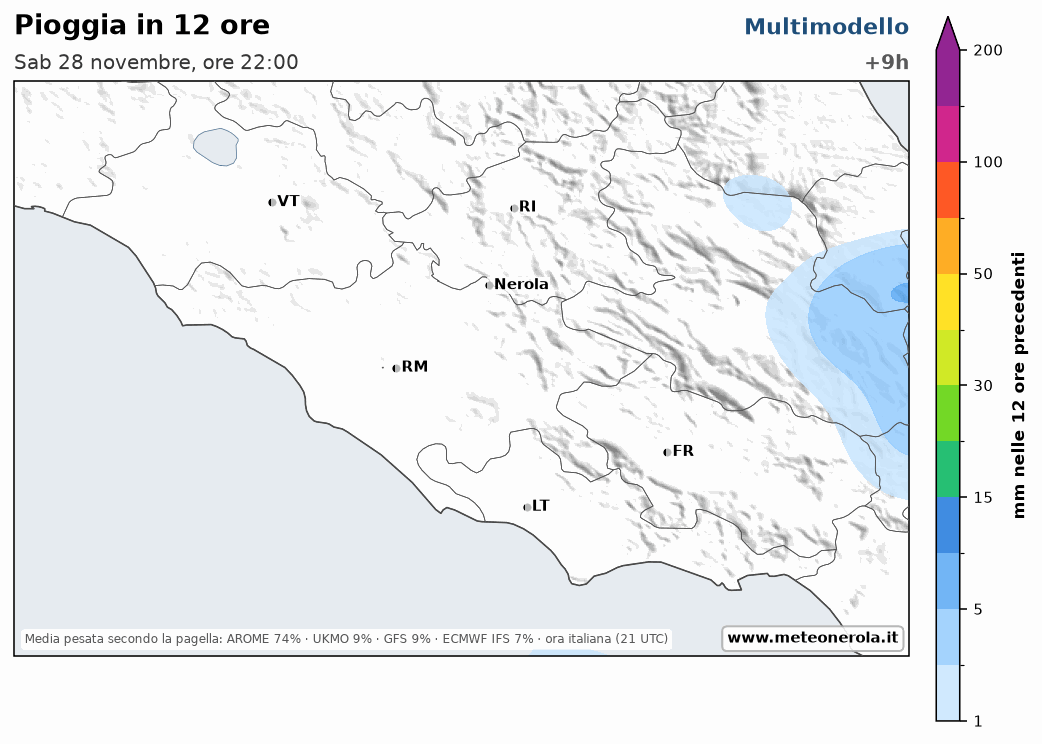 Pioggia in 12 ore
Multimodello
Sab 28 novembre, ore 22:00
+9h
200
100
50
30
15
5
1
mm nelle 12 ore precedenti
VT
RI
Nerola
RM
FR
LT
Media pesata secondo la pagella: AROME 74% · UKMO 9% · GFS 9% · ECMWF IFS 7% · ora italiana (21 UTC)
www.meteonerola.it